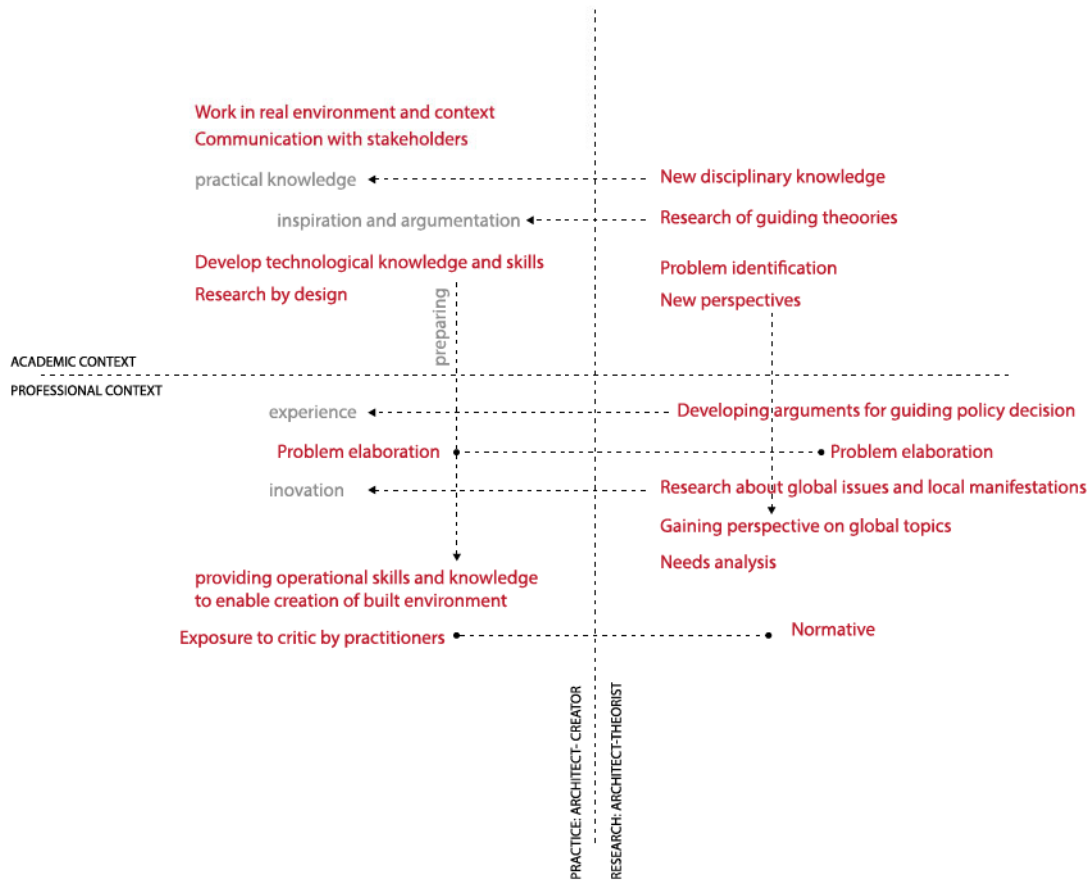 Work in real environment and context
Communication with stakeholders
practical knowledge
New disciplinary knowledge
inspiration and argumentation
Research of guiding theoories
Develop technological knowledge and skills
Problem identification
Research by design
New perspectives
preparing
ACADEMIC CONTEXT
PROFESSIONAL CONTEXT
experience
Developing arguments for guiding policy decision
Problem elaboration
Problem elaboration
inovation
Research about global issues and local manifestations
Gaining perspective on global topics
Needs analysis
providing operational skills and knowledge
to enable creation of built environment
Exposure to critic by practitioners
Normative
PRACTICE: ARCHITECT- CREATOR
RESEARCH: ARCHITECT-THEORIST